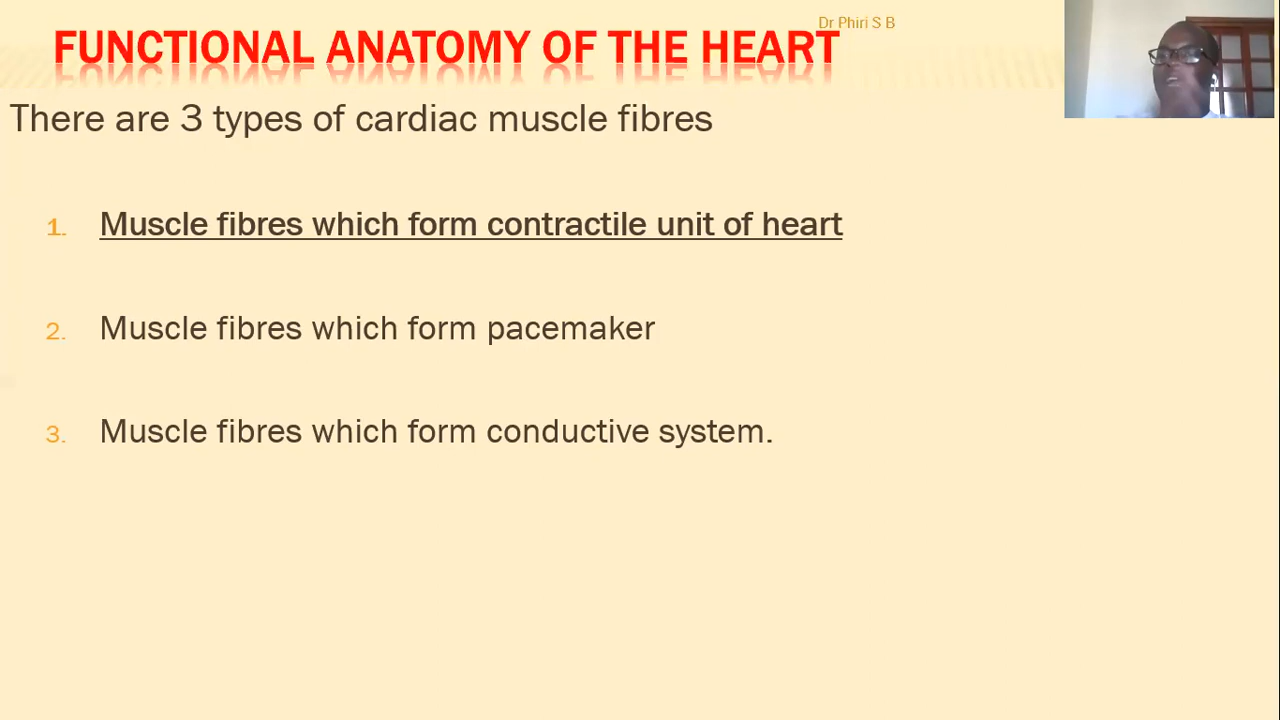 Dr Phiri S B
FUNCTIONAL ANATOMY OF THE HEART
There are 3 types of cardiac muscle fibres
1. Muscle fibres which form contractile unit of heart
2. Muscle fibres which form pacemaker
3. Muscle fibres which form conductive system.